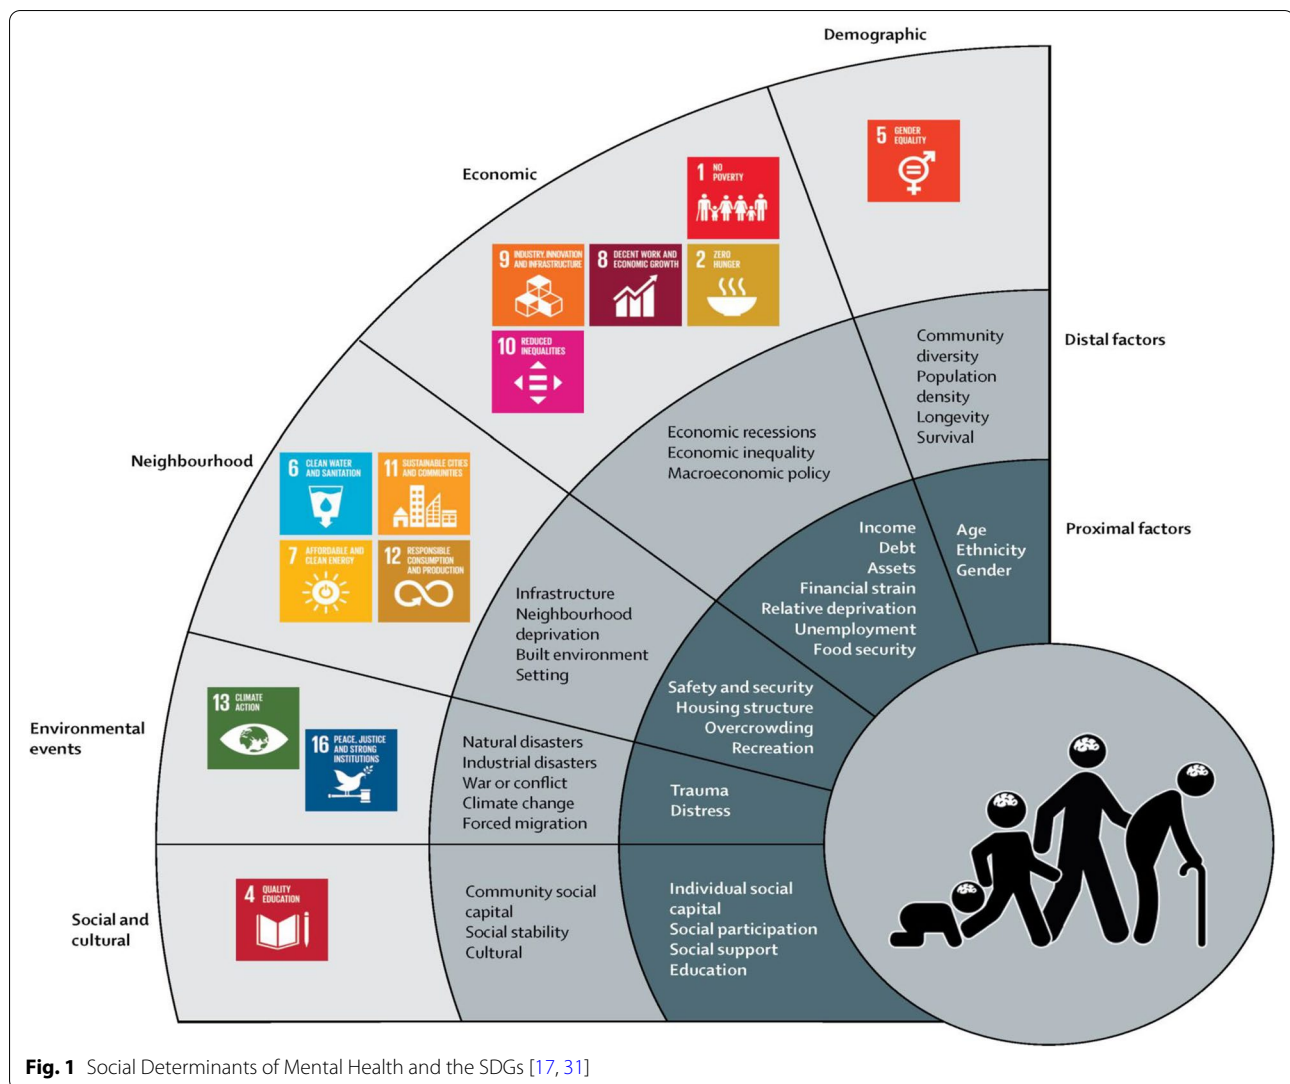 Demographic
5 GENDER
EQUALITY
Economic
1 NO
POVERTY
9 INDUSTRY, INNOVATION
AND INFRASTRUCTURE
8 DECENT WORK AND
ECONOMIC GROWTH
2 ZERO
HUNGER
10 REDUCED
INEQUALITIES
Distal factors
Community
diversity
Population
density
Longevity
Survival
Economic recessions
Economic inequality
Macroeconomic policy
Neighbourhood
6 CLEAN WATER
AND SANITATION
11 SUSTAINABLE CITIES
AND COMMUNITIES
7 AFFORDABLE AND
CLEAN ENERGY
12 RESPONSIBLE
CONSUMPTION
AND PRODUCTION
Proximal factors
Income
Debt
Assets
Financial strain
Relative deprivation
Unemployment
Food security
Age
Ethnicity
Gender
Infrastructure
Neighbourhood
deprivation
Built environment
Setting
Safety and security
Housing structure
Overcrowding
Recreation
Environmental
events
13 CLIMATE
ACTION
16 PEACE, JUSTICE
AND STRONG
INSTITUTIONS
Natural disasters
Industrial disasters
War or conflict
Climate change
Forced migration
Trauma
Distress
Social and
cultural
4 QUALITY
EDUCATION
Community social
capital
Social stability
Cultural
Individual social
capital
Social participation
Social support
Education
Fig. 1 Social Determinants of Mental Health and the SDGs [17, 31]